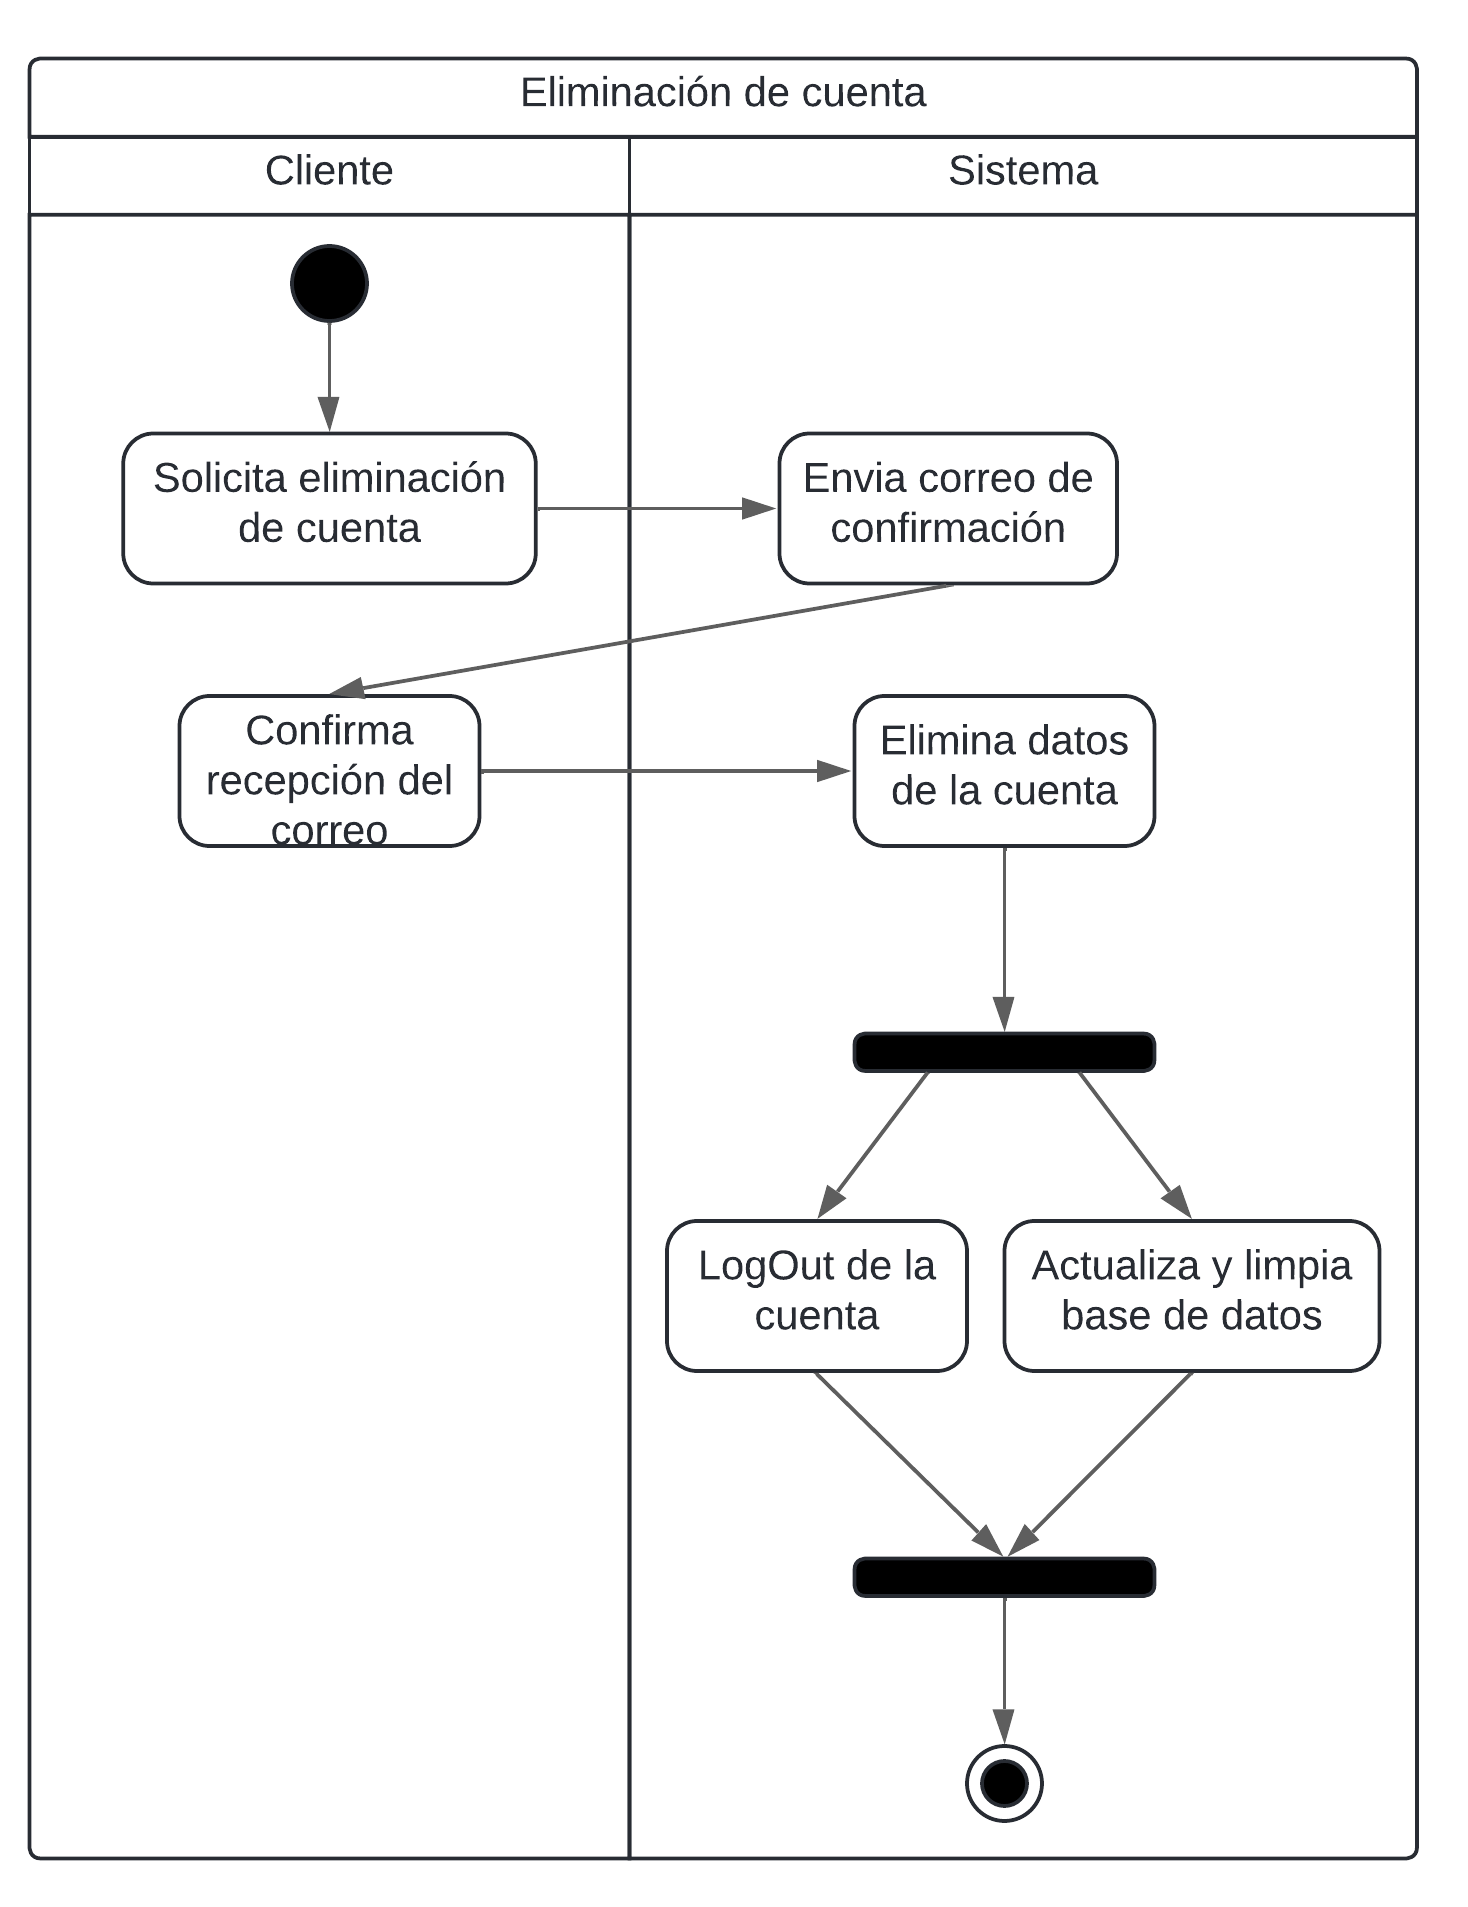 Eliminación de cuenta
Cliente
Sistema
Solicita eliminación
de cuenta
Envia correo de
confirmación
Confirma
recepción del
correo
Elimina datos
de la cuenta
LogOut de la
cuenta
Actualiza y limpia
base de datos